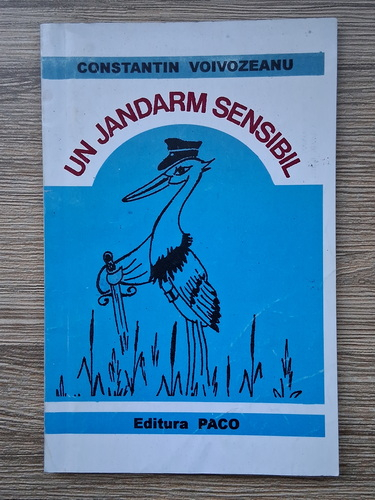 CONSTANTIN VOIVOZEANU
UN JANDARM SENSIBIL
Editura PACO